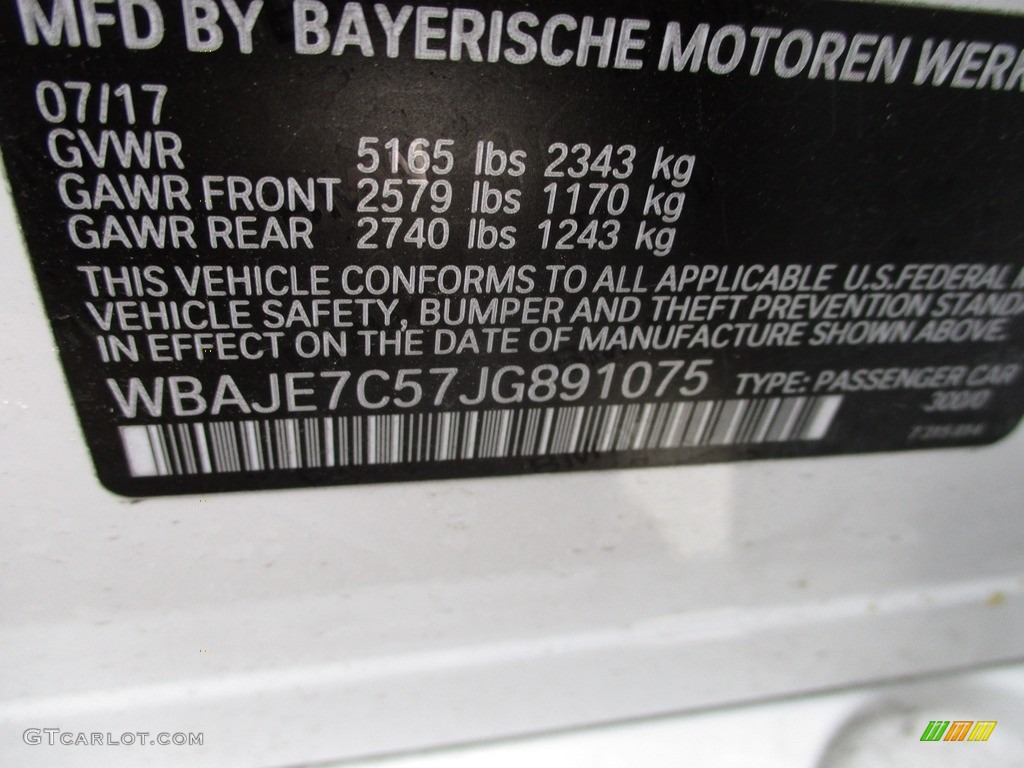 MFD BY BAYERISCHE MOTOREN WERK
07/17
GVWR 5165 lbs 2343 kg
GAWR FRONT 2579 lbs 1170 kg
GAWR REAR 2740 lbs 1243 kg
THIS VEHICLE CONFORMS TO ALL APPLICABLE U.S.FEDERAL
VEHICLE SAFETY, BUMPER AND THEFT PREVENTION STANDA
IN EFFECT ON THE DATE OF MANUFACTURE SHOWN ABOVE.
WBAJE7C57JG891075 TYPE: PASSENGER CAR
300/0
GTCARLOT.COM